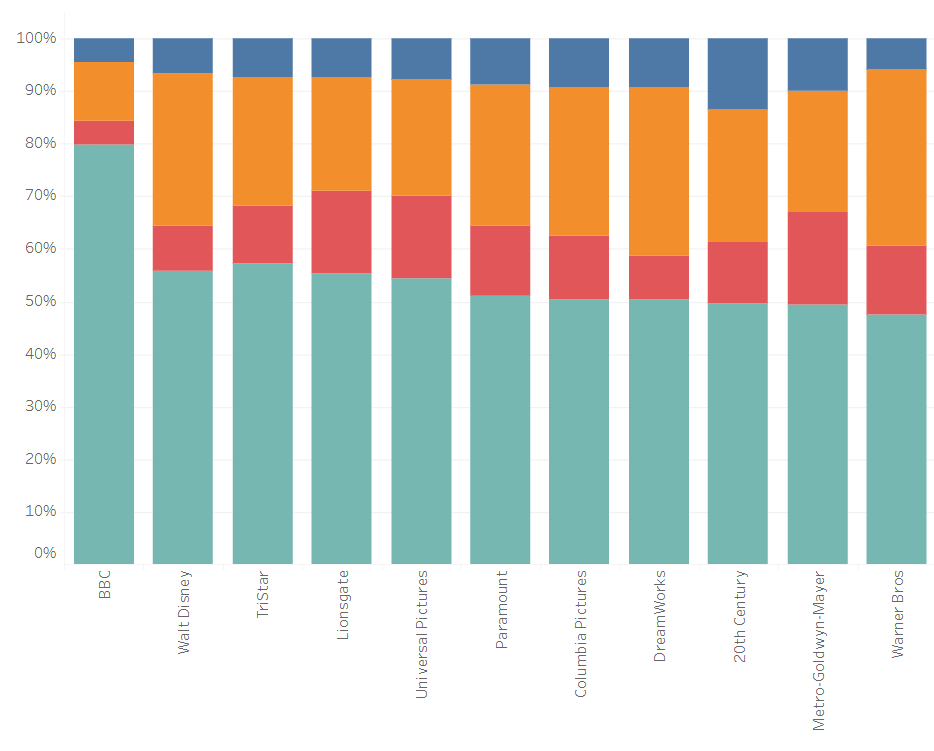 100%
90%
80%
70%
60%
50%
40%
30%
20%
10%
0%
BBC
Walt Disney
TriStar
Lionsgate
Universal Pictures
Paramount
Columbia Pictures
DreamWorks
20th Century
Metro-Goldwyn-Mayer
Warner Bros